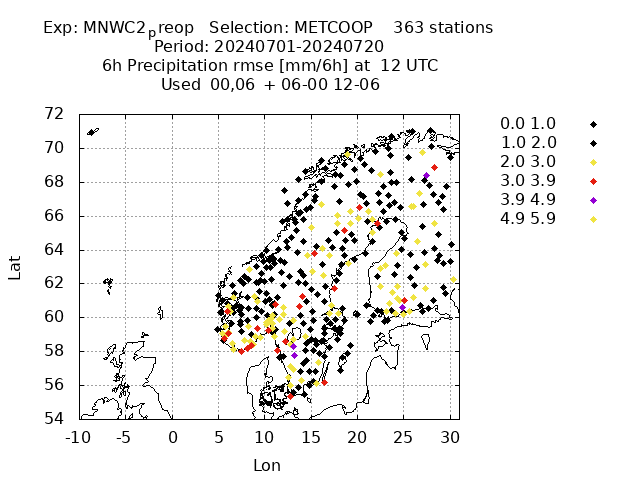 Exp: MNWC2preop   Selection: METCOOP    363 stations
Period: 20240701-20240720
6h Precipitation rmse [mm/6h] at  12 UTC
Used  00,06  + 06-00 12-06
72
70
68
66
64
62
60
58
56
54
Lat
-10 -5 0 5 10 15 20 25 30
Lon
0.0 1.0
1.0 2.0
2.0 3.0
3.0 3.9
3.9 4.9
4.9 5.9